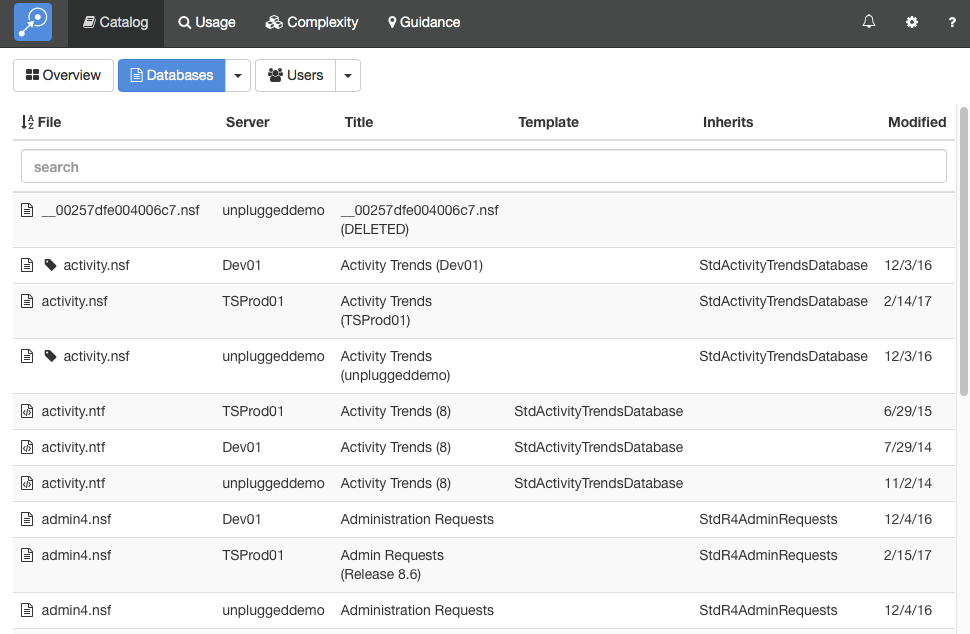 Catalog Usage Complexity Guidance ?
Overview Databases Users
File Server Title Template Inherits Modified
search
__00257dfe004006c7.nsf unpluggeddemo __00257dfe004006c7.nsf
(DELETED)
activity.nsf Dev01 Activity Trends (Dev01) StdActivityTrendsDatabase 12/3/16
activity.nsf TSProd01 Activity Trends StdActivityTrendsDatabase 2/14/17
(TSProd01)
activity.nsf unpluggeddemo Activity Trends StdActivityTrendsDatabase 12/3/16
(unpluggeddemo)
activity.ntf TSProd01 Activity Trends (8) StdActivityTrendsDatabase 6/29/15
activity.ntf Dev01 Activity Trends (8) StdActivityTrendsDatabase 7/29/14
activity.ntf unpluggeddemo Activity Trends (8) StdActivityTrendsDatabase 11/2/14
admin4.nsf Dev01 Administration Requests StdR4AdminRequests 12/4/16
admin4.nsf TSProd01 Admin Requests StdR4AdminRequests 2/15/17
(Release 8.6)
admin4.nsf unpluggeddemo Administration Requests StdR4AdminRequests 12/4/16